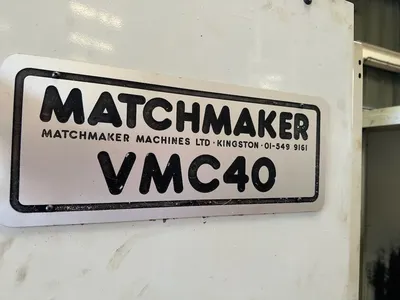 MATCHMAKER
MATCHMAKER MACHINES LTD · KINGSTON · 01-549 9161
VMC40